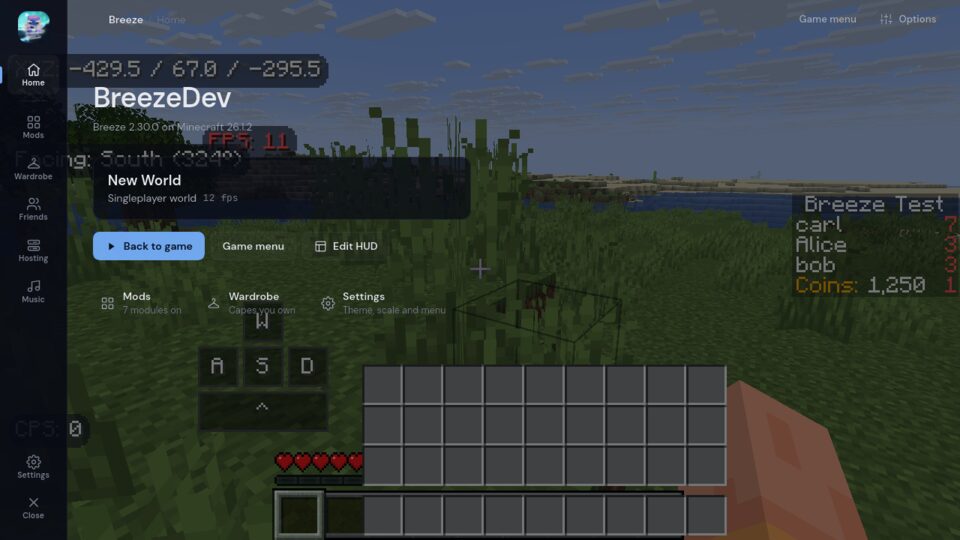 Breeze / Home
Game menu
Options
XYZ: -429.5 / 67.0 / -295.5
Home
BreezeDev
Breeze 2.30.0 on Minecraft 26.1.2
Mods
FPS: 11
Facing: South (324°)
Wardrobe
New World
Singleplayer world 12 fps
Breeze Test
carl 7
Alice 3
bob 3
Coins: 1,250 1
Friends
Back to game
Game menu
Edit HUD
Hosting
Music
Mods
7 modules on
Wardrobe
Capes you own
Settings
Theme, scale and menu
W
A S D
^
CPS: 0
Settings
Close